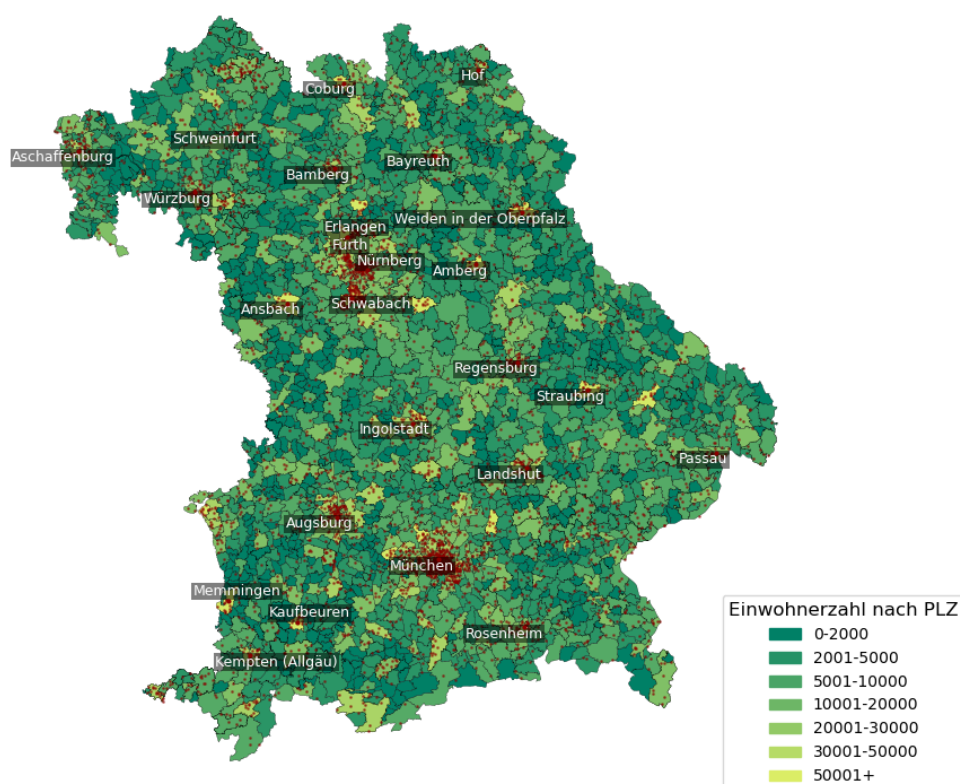 Hof
Coburg
Schweinfurt
Aschaffenburg
Bayreuth
Bamberg
Würzburg
Weiden in der Oberpfalz
Erlangen
Fürth
Nürnberg
Amberg
Schwabach
Ansbach
Regensburg
Straubing
Ingolstadt
Passau
Landshut
Augsburg
München
Memmingen
Kaufbeuren
Rosenheim
Kempten (Allgäu)
Einwohnerzahl nach PLZ
0-2000
2001-5000
5001-10000
10001-20000
20001-30000
30001-50000
50001+